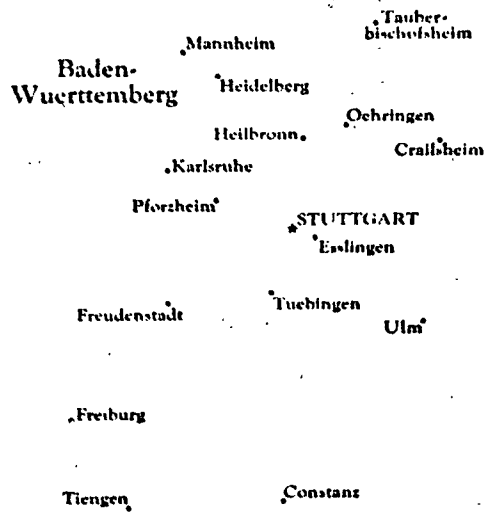 Tauber-
bischofsheim
Mannheim
Baden-
Wuerttemberg
Heidelberg
Oehringen
Heilbronn
Crailsheim
Karlsruhe
Pforzheim
STUTTGART
Esslingen
Tuebingen
Freudenstadt
Ulm
Freiburg
Tiengen
Constanz